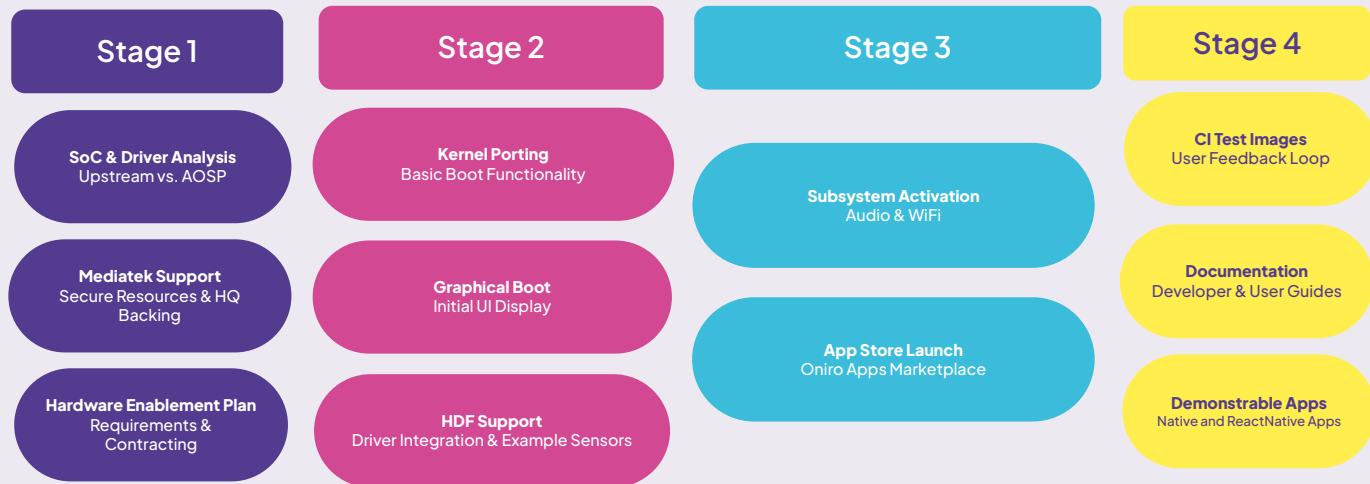 Stage 1
SoC & Driver Analysis
Upstream vs. AOSP
Mediatek Support
Secure Resources & HQ
Backing
Hardware Enablement Plan
Requirements &
Contracting
Stage 2
Kernel Porting
Basic Boot Functionality
Graphical Boot
Initial UI Display
HDF Support
Driver Integration & Example Sensors
Stage 3
Subsystem Activation
Audio & WiFi
App Store Launch
Oniro Apps Marketplace
Stage 4
CI Test Images
User Feedback Loop
Documentation
Developer & User Guides
Demonstrable Apps
Native and ReactNative Apps